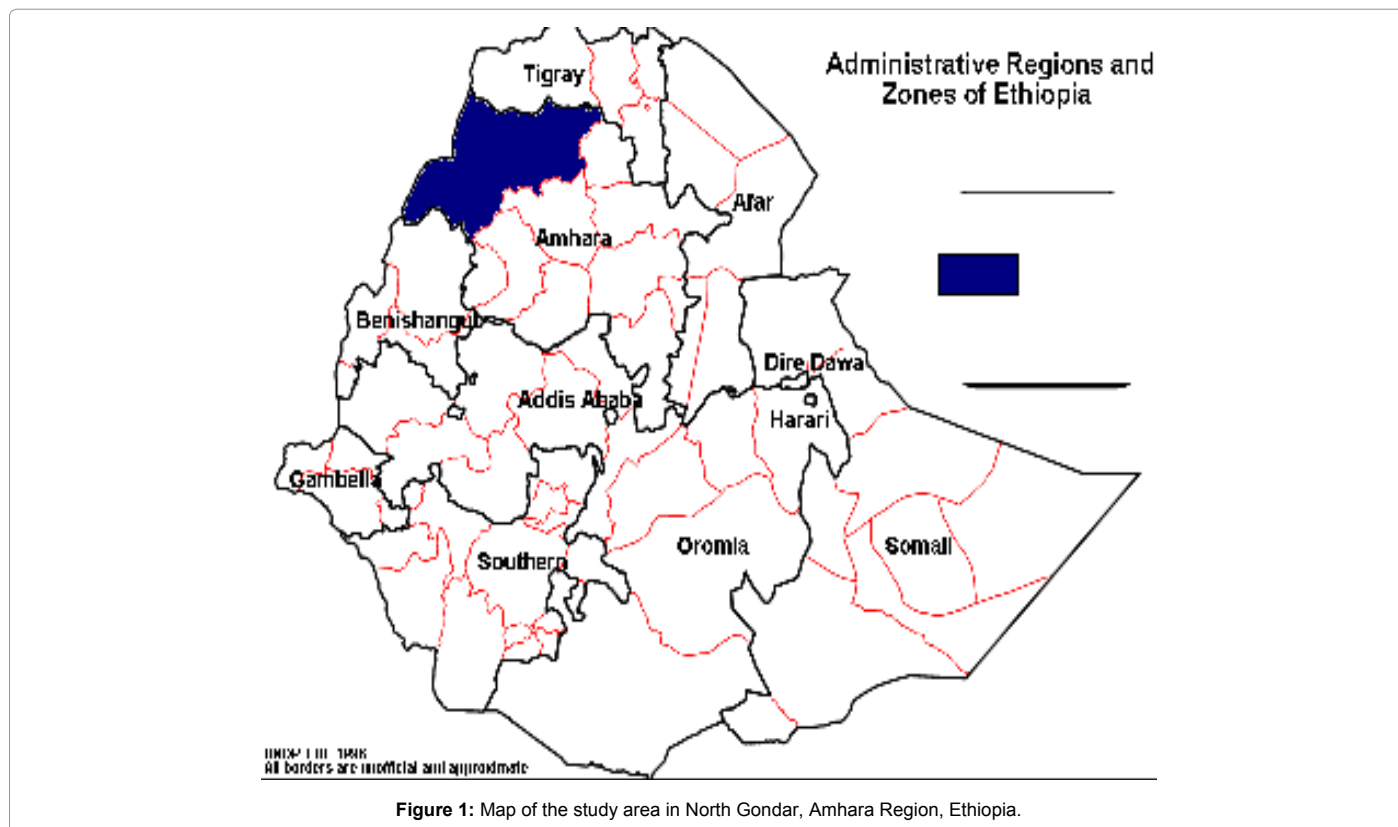 Administrative Regions and
Zones of Ethiopia
Tigray
Afar
Amhara
Benishangul
Dire Dawa
Addis Ababa
Harari
Gambella
Southern
Oromia
Somali
1996
All borders are unofficial and approximate
Figure 1: Map of the study area in North Gondar, Amhara Region, Ethiopia.